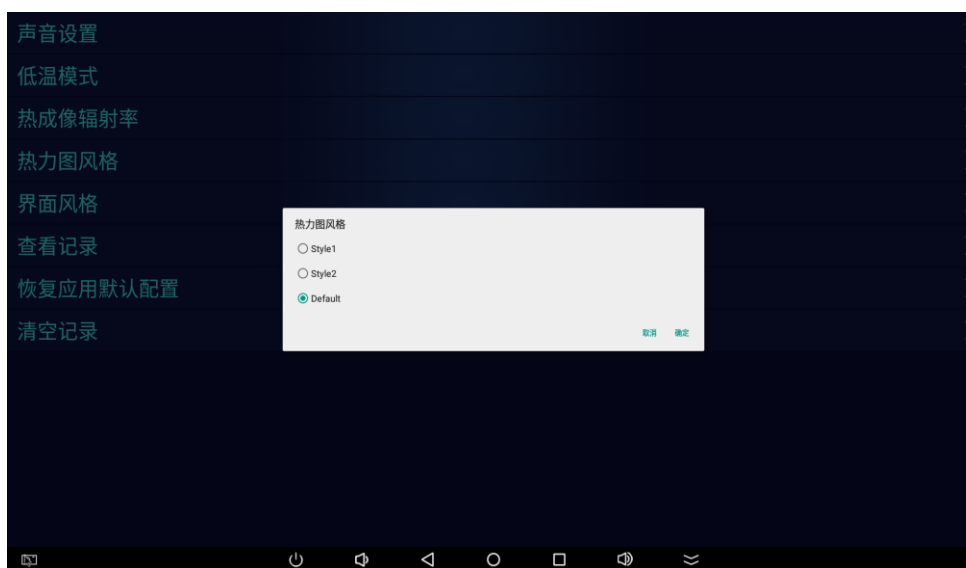 声音设置
低温模式
热成像辐射率
热力图风格
界面风格
查看记录
恢复应用默认配置
清空记录
热力图风格
Style1
Style2
Default
取消 确定